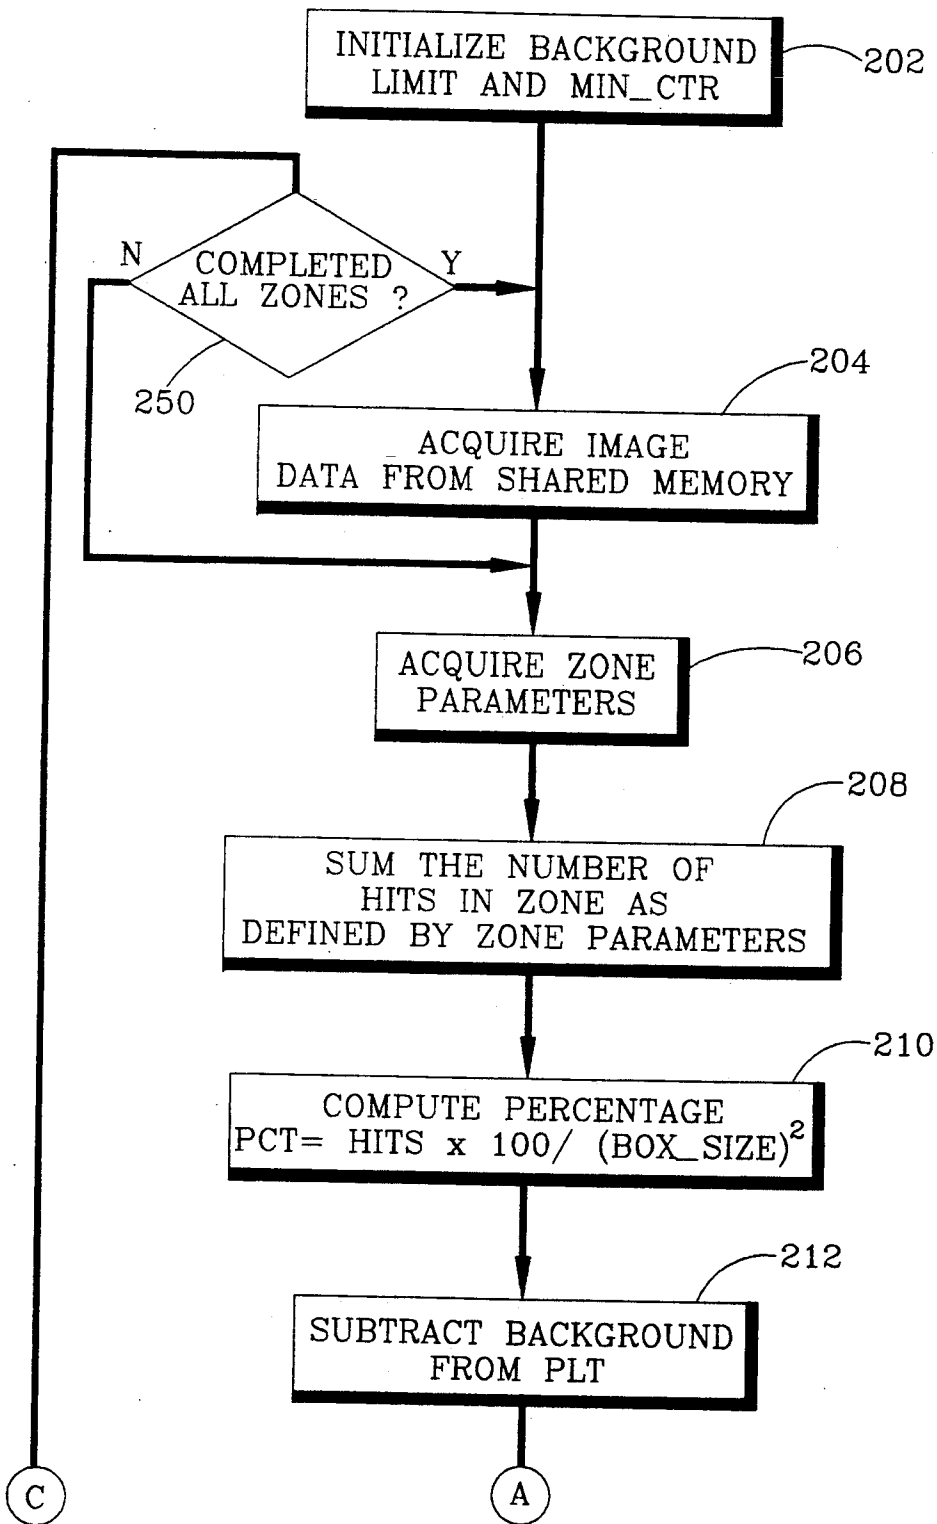 INITIALIZE BACKGROUND
LIMIT AND MIN_CTR
202
N
Y
COMPLETED
ALL ZONES ?
250
204
ACQUIRE IMAGE
DATA FROM SHARED MEMORY
206
ACQUIRE ZONE
PARAMETERS
208
SUM THE NUMBER OF
HITS IN ZONE AS
DEFINED BY ZONE PARAMETERS
210
COMPUTE PERCENTAGE
PCT= HITS x 100/ (BOX_SIZE)²
212
SUBTRACT BACKGROUND
FROM PLT
C
A